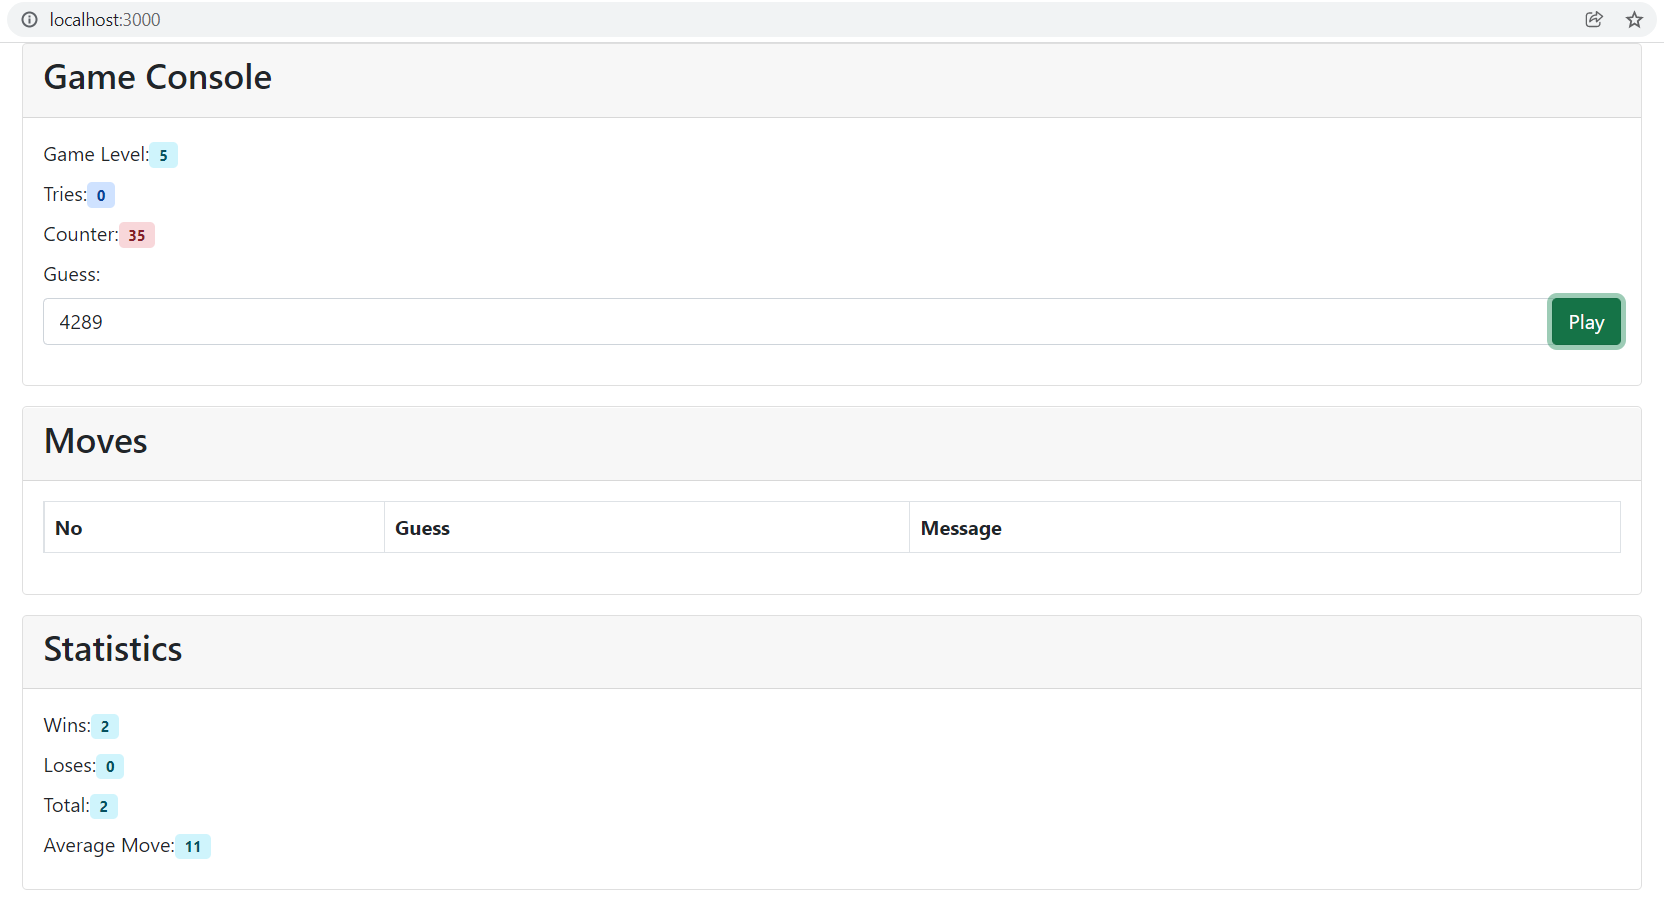 localhost:3000
Game Console
Game Level: 5
Tries: 0
Counter: 35
Guess:
4289 Play
Moves
No Guess Message
Statistics
Wins: 2
Loses: 0
Total: 2
Average Move: 11